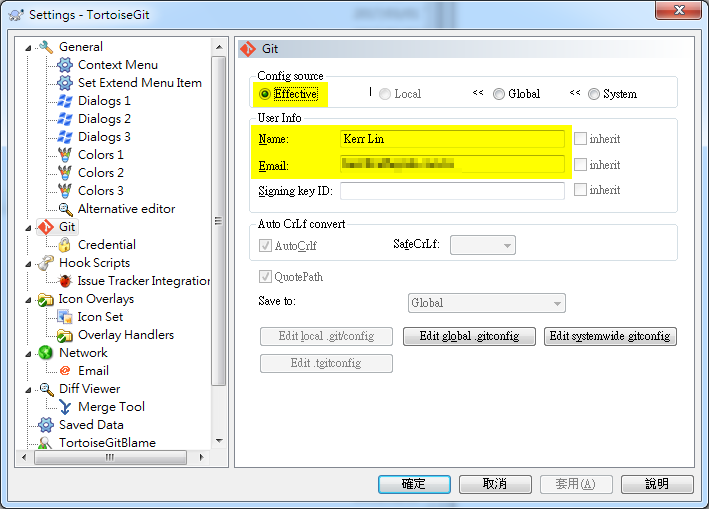 Settings - TortoiseGit
General
Context Menu
Set Extend Menu Item
Dialogs 1
Dialogs 2
Dialogs 3
Colors 1
Colors 2
Colors 3
Alternative editor
Git
Credential
Hook Scripts
Issue Tracker Integration
Icon Overlays
Icon Set
Overlay Handlers
Network
Email
Diff Viewer
Merge Tool
Saved Data
TortoiseGitBlame
Git
Config source
Effective | Local << Global << System
User Info
Name: Kerr Lin inherit
Email: inherit
Signing key ID: inherit
Auto CrLf convert
AutoCrlf SafeCrLf:
QuotePath
Save to: Global
Edit local .git/config Edit global .gitconfig Edit systemwide gitconfig
Edit .tgitconfig
確定 取消 套用(A) 說明